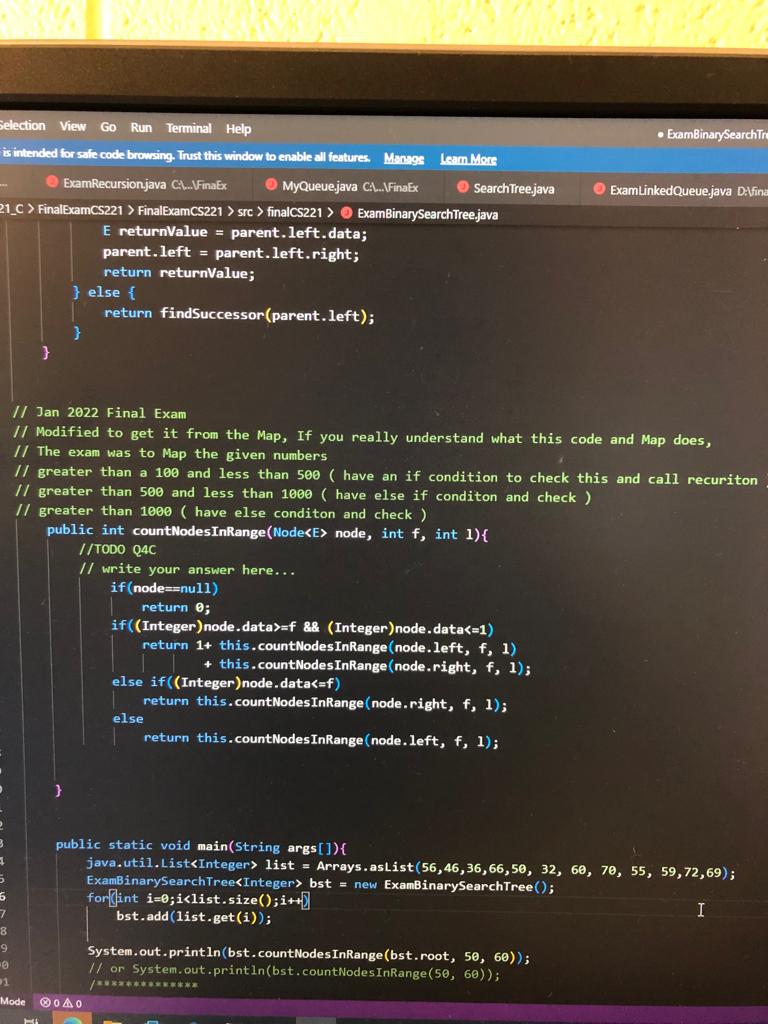 Selection View Go Run Terminal Help ● ExamBinarySearchTre
is intended for safe code browsing. Trust this window to enable all features. Manage Learn More
ExamRecursion.java C:\...\FinaEx MyQueue.java C:\...\FinaEx SearchTree.java ExamLinkedQueue.java D:\fina
21_C > FinalExamCS221 > FinalExamCS221 > src > finalCS221 > ExamBinarySearchTree.java
E returnValue = parent.left.data;
parent.left = parent.left.right;
return returnValue;
} else {
return findSuccessor(parent.left);
}
}
// Jan 2022 Final Exam
// Modified to get it from the Map, If you really understand what this code and Map does,
// The exam was to Map the given numbers
// greater than a 100 and less than 500 ( have an if condition to check this and call recuriton )
// greater than 500 and less than 1000 ( have else if conditon and check )
// greater than 1000 ( have else conditon and check )
public int countNodesInRange(Node<E> node, int f, int l){
//TODO Q4C
// write your answer here...
if(node==null)
return 0;
if((Integer)node.data>=f && (Integer)node.data<=l)
return 1+ this.countNodesInRange(node.left, f, l)
+ this.countNodesInRange(node.right, f, l);
else if((Integer)node.data<=f)
return this.countNodesInRange(node.right, f, l);
else
return this.countNodesInRange(node.left, f, l);
}
public static void main(String args[]){
java.util.List<Integer> list = Arrays.asList(56,46,36,66,50, 32, 60, 70, 55, 59,72,69);
ExamBinarySearchTree<Integer> bst = new ExamBinarySearchTree();
for(int i=0;i<list.size();i++)
bst.add(list.get(i));
System.out.println(bst.countNodesInRange(bst.root, 50, 60));
// or System.out.println(bst.countNodesInRange(50, 60));
/**************
Mode 0 0